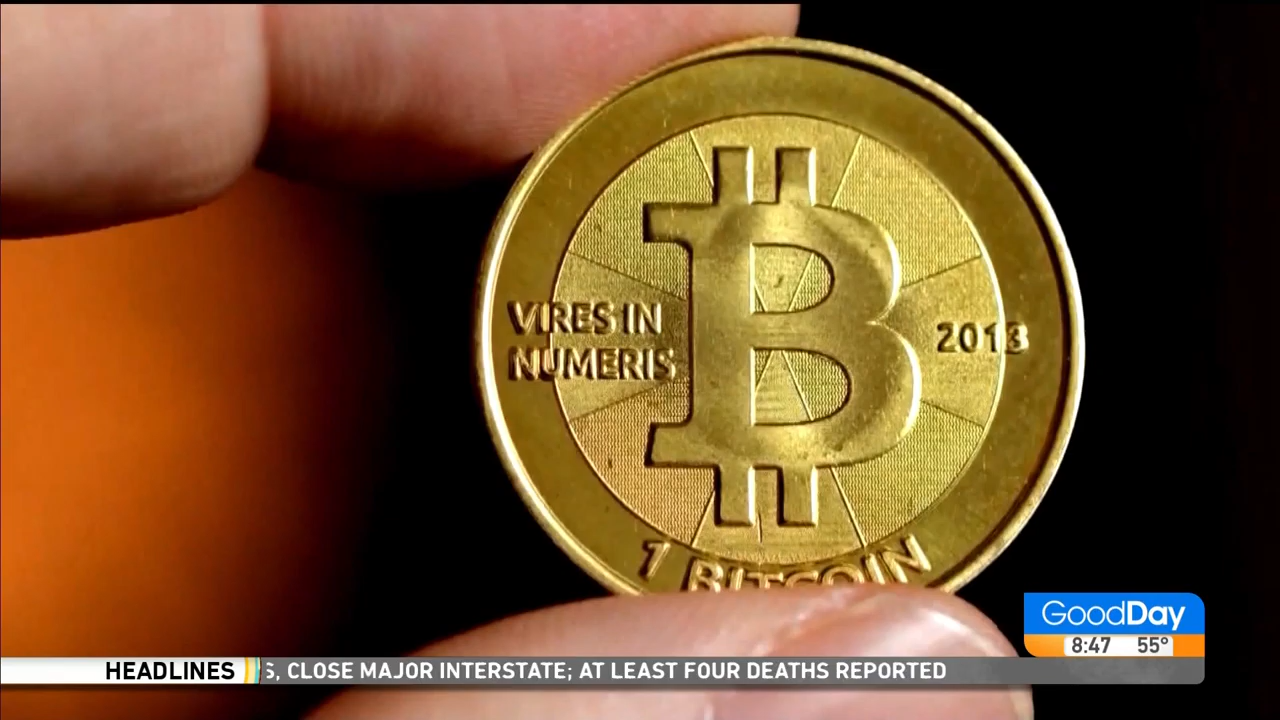 VIRES IN
NUMERIS
2013
1 BITCOIN
GoodDay
8:47 55°
HEADLINES S, CLOSE MAJOR INTERSTATE; AT LEAST FOUR DEATHS REPORTED